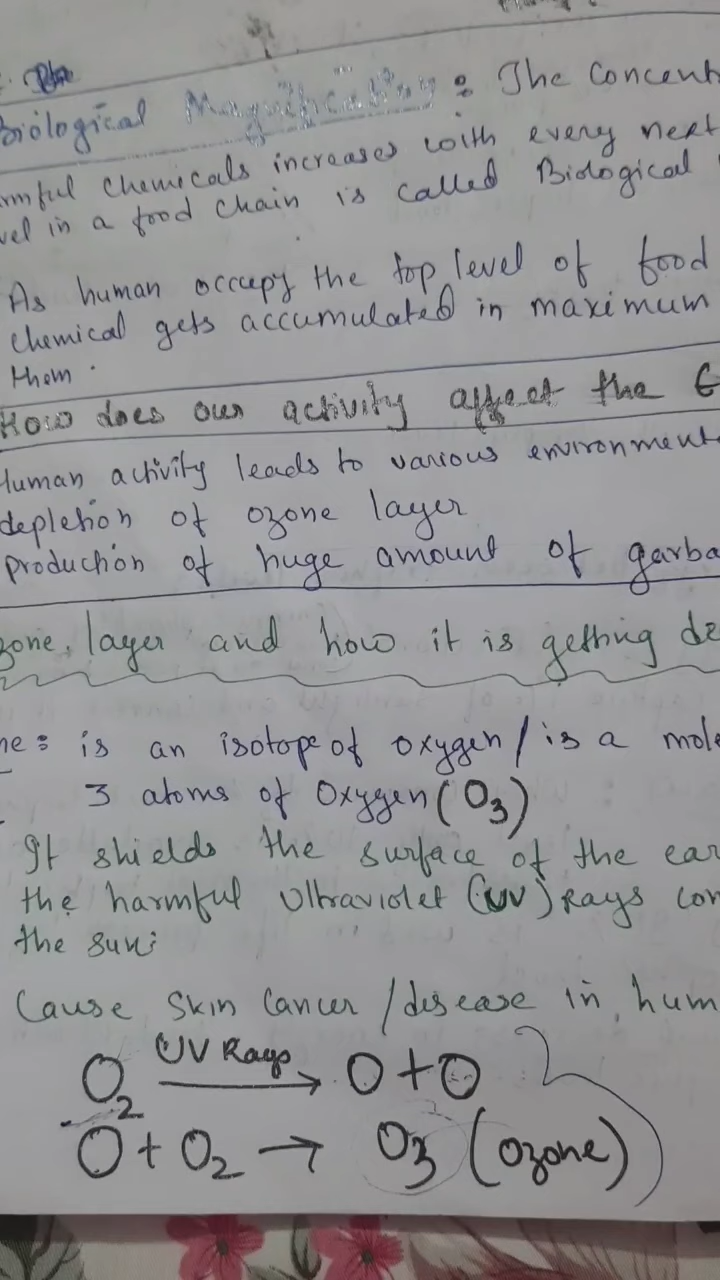 Biological Magnification : The Concent
rmful chemicals increases with every next
vel in a food chain is called Biological
As human occupy the top level of food
chemical gets accumulated in maximum
them.
How does our activity affect the E
Human activity leads to various environment
depletion of ozone layer
production of huge amount of garba
zone layer and how it is getting de
ne: is an isotope of oxygen / is a mole
3 atoms of Oxygen (O3)
It shields the surface of the ear
the harmful Ultraviolet (UV) Rays com
the sun:
Cause Skin Cancer / disease in hum
O2 UV Rays → O + O
O + O2 → O3 (Ozone)